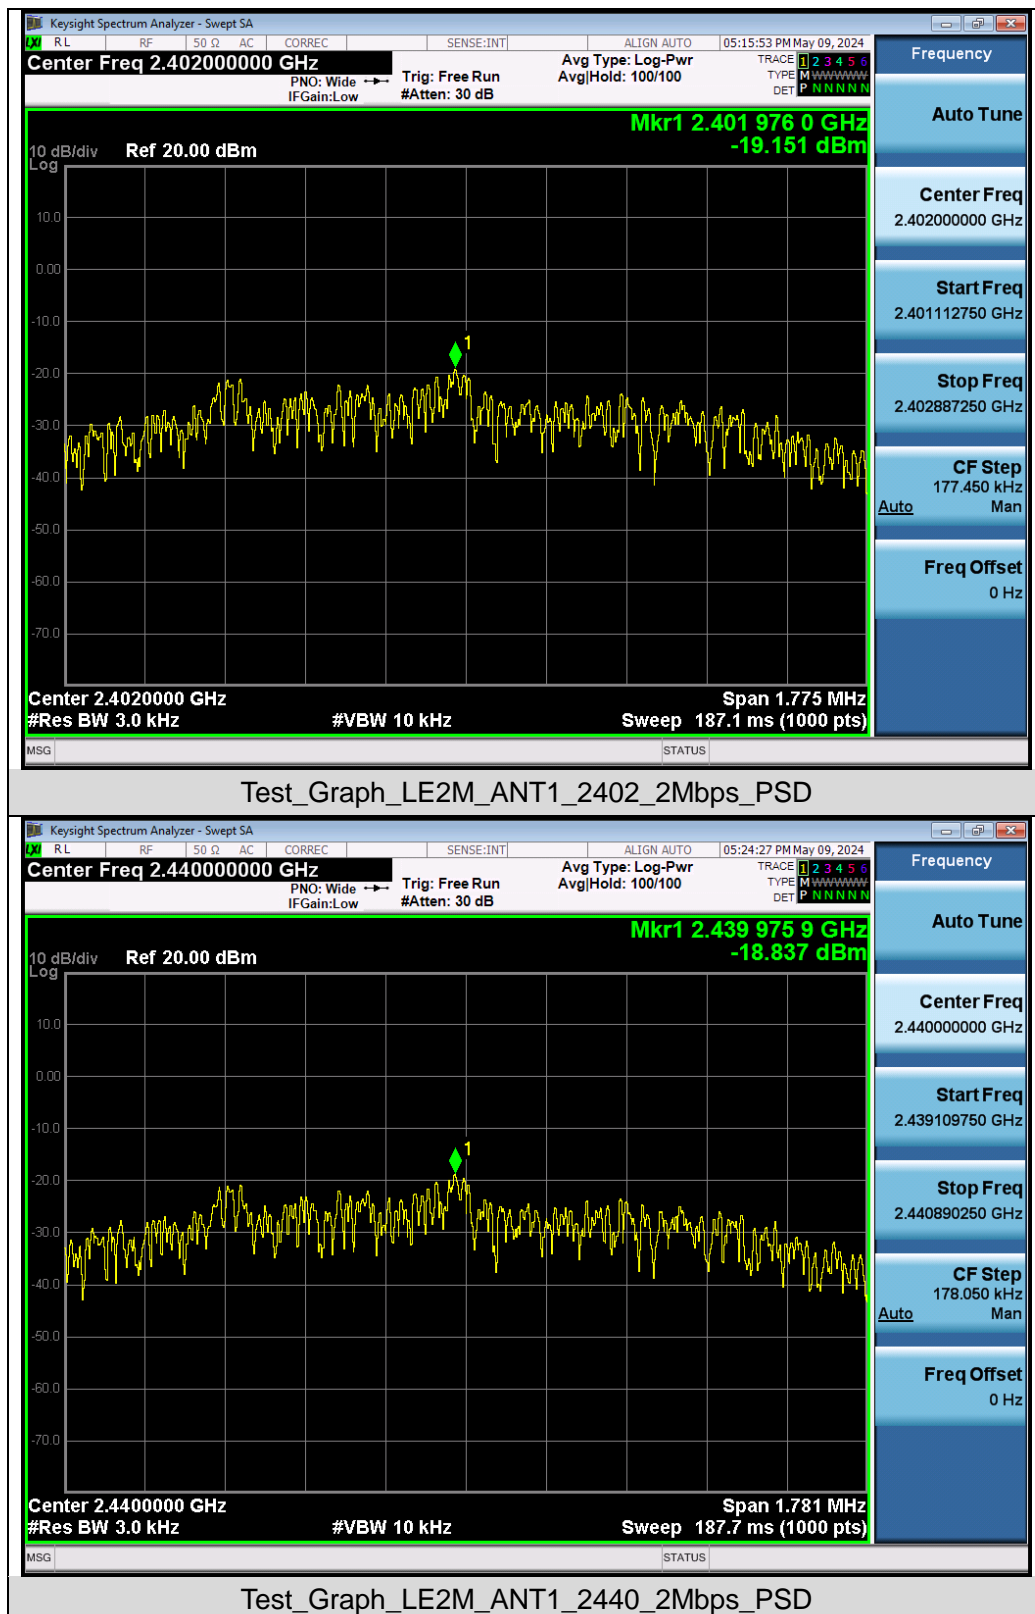 Keysight Spectrum Analyzer - Swept SA
LXI RL RF 50 Ω AC CORREC SENSE:INT ALIGN AUTO 05:15:53 PM May 09, 2024
Center Freq 2.402000000 GHz
PNO: Wide
IFGain:Low
Trig: Free Run
#Atten: 30 dB
Avg Type: Log-Pwr
Avg|Hold: 100/100
TRACE 1 2 3 4 5 6
TYPE M WWWWW
DET P N N N N N
Mkr1 2.401 976 0 GHz
-19.151 dBm
10 dB/div Ref 20.00 dBm
Log
10.0
0.00
1
-10.0
-20.0
-30.0
-40.0
-50.0
-60.0
-70.0
Center 2.4020000 GHz Span 1.775 MHz
#Res BW 3.0 kHz #VBW 10 kHz Sweep 187.1 ms (1000 pts)
MSG STATUS
Frequency
Auto Tune
Center Freq
2.402000000 GHz
Start Freq
2.401112750 GHz
Stop Freq
2.402887250 GHz
CF Step
177.450 kHz
Auto Man
Freq Offset
0 Hz
Test_Graph_LE2M_ANT1_2402_2Mbps_PSD
Keysight Spectrum Analyzer - Swept SA
LXI RL RF 50 Ω AC CORREC SENSE:INT ALIGN AUTO 05:24:27 PM May 09, 2024
Center Freq 2.440000000 GHz
PNO: Wide
IFGain:Low
Trig: Free Run
#Atten: 30 dB
Avg Type: Log-Pwr
Avg|Hold: 100/100
TRACE 1 2 3 4 5 6
TYPE M WWWWW
DET P N N N N N
Mkr1 2.439 975 9 GHz
-18.837 dBm
10 dB/div Ref 20.00 dBm
Log
10.0
0.00
-10.0
1
-20.0
-30.0
-40.0
-50.0
-60.0
-70.0
Center 2.4400000 GHz Span 1.781 MHz
#Res BW 3.0 kHz #VBW 10 kHz Sweep 187.7 ms (1000 pts)
MSG STATUS
Frequency
Auto Tune
Center Freq
2.440000000 GHz
Start Freq
2.439109750 GHz
Stop Freq
2.440890250 GHz
CF Step
178.050 kHz
Auto Man
Freq Offset
0 Hz
Test_Graph_LE2M_ANT1_2440_2Mbps_PSD